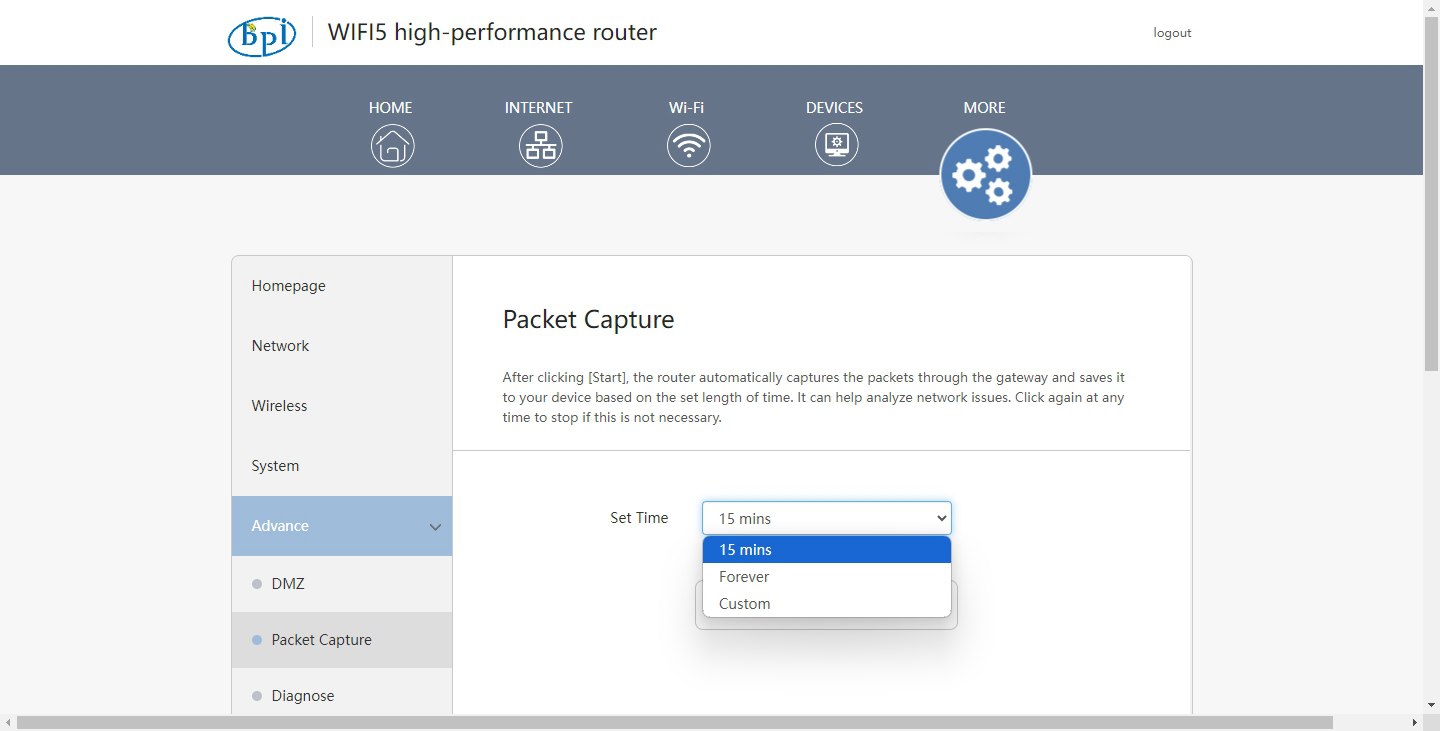 Bpi
WIFI5 high-performance router
logout
HOME
INTERNET
Wi-Fi
DEVICES
MORE
Homepage
Network
Wireless
System
Advance
DMZ
Packet Capture
Diagnose
Packet Capture
After clicking [Start], the router automatically captures the packets through the gateway and saves it
to your device based on the set length of time. It can help analyze network issues. Click again at any
time to stop if this is not necessary.
Set Time
15 mins
15 mins
Forever
Custom